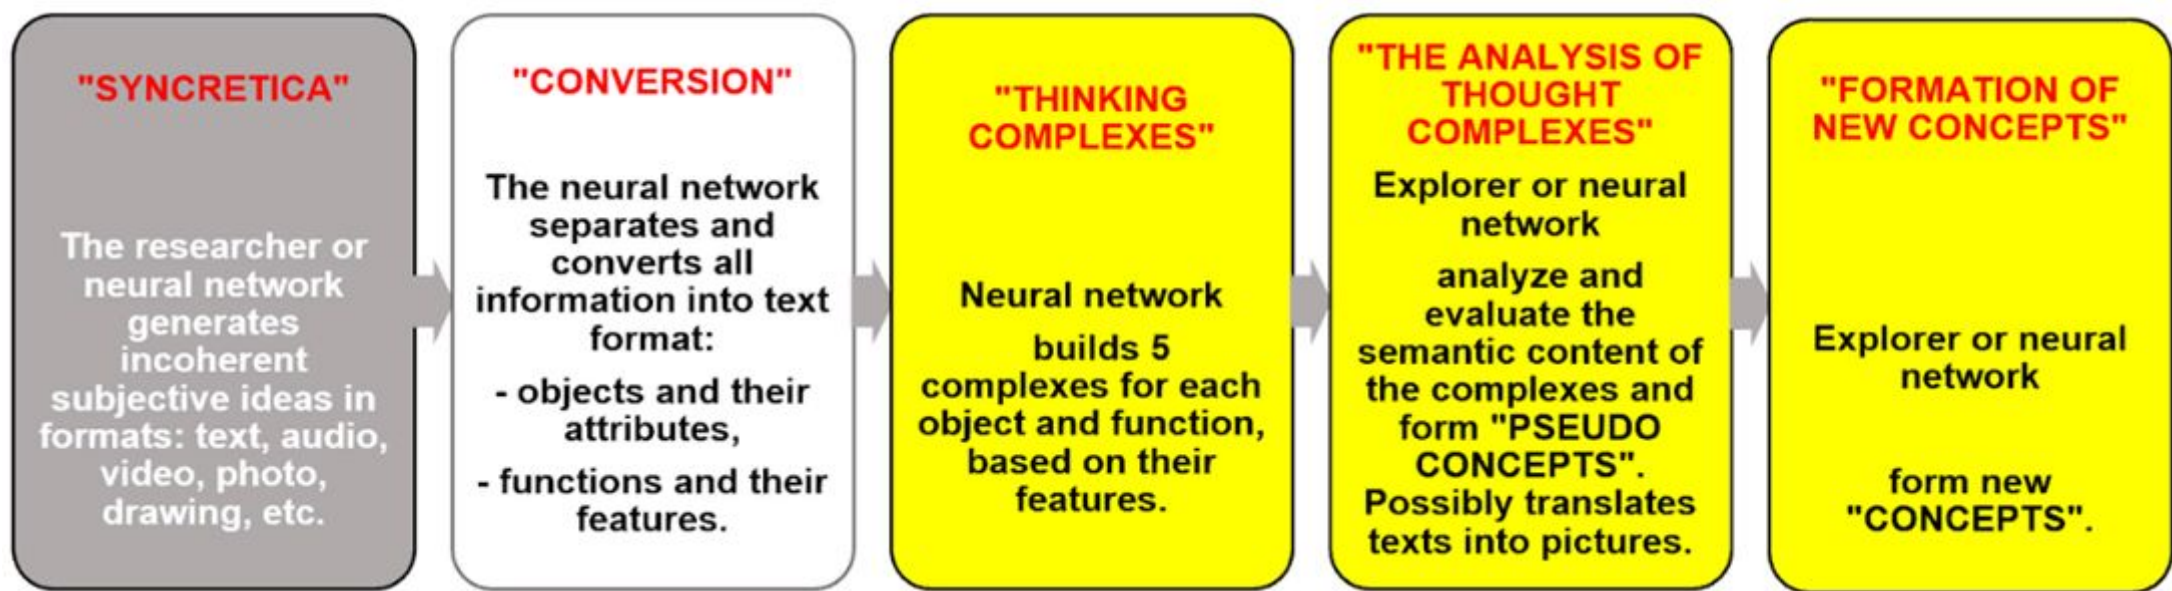 "SYNCRETICA"
The researcher or
neural network
generates
incoherent
subjective ideas in
formats: text, audio,
video, photo,
drawing, etc.
"CONVERSION"
The neural network
separates and
converts all
information into text
format:
- objects and their
attributes,
- functions and their
features.
"THINKING
COMPLEXES"
Neural network
builds 5
complexes for each
object and function,
based on their
features.
"THE ANALYSIS OF
THOUGHT
COMPLEXES"
Explorer or neural
network
analyze and
evaluate the
semantic content of
the complexes and
form "PSEUDO
CONCEPTS".
Possibly translates
texts into pictures.
"FORMATION OF
NEW CONCEPTS"
Explorer or neural
network
form new
"CONCEPTS".